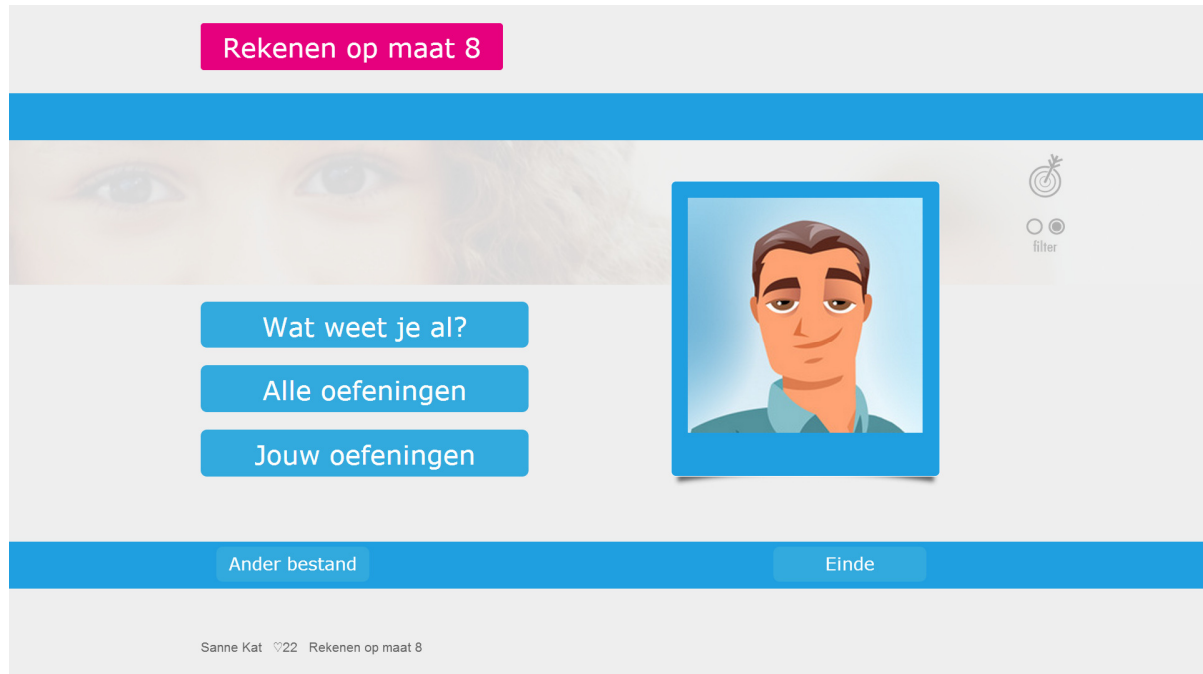 Rekenen op maat 8
filter
Wat weet je al?
Alle oefeningen
Jouw oefeningen
Ander bestand
Einde
Sanne Kat ♡22 Rekenen op maat 8